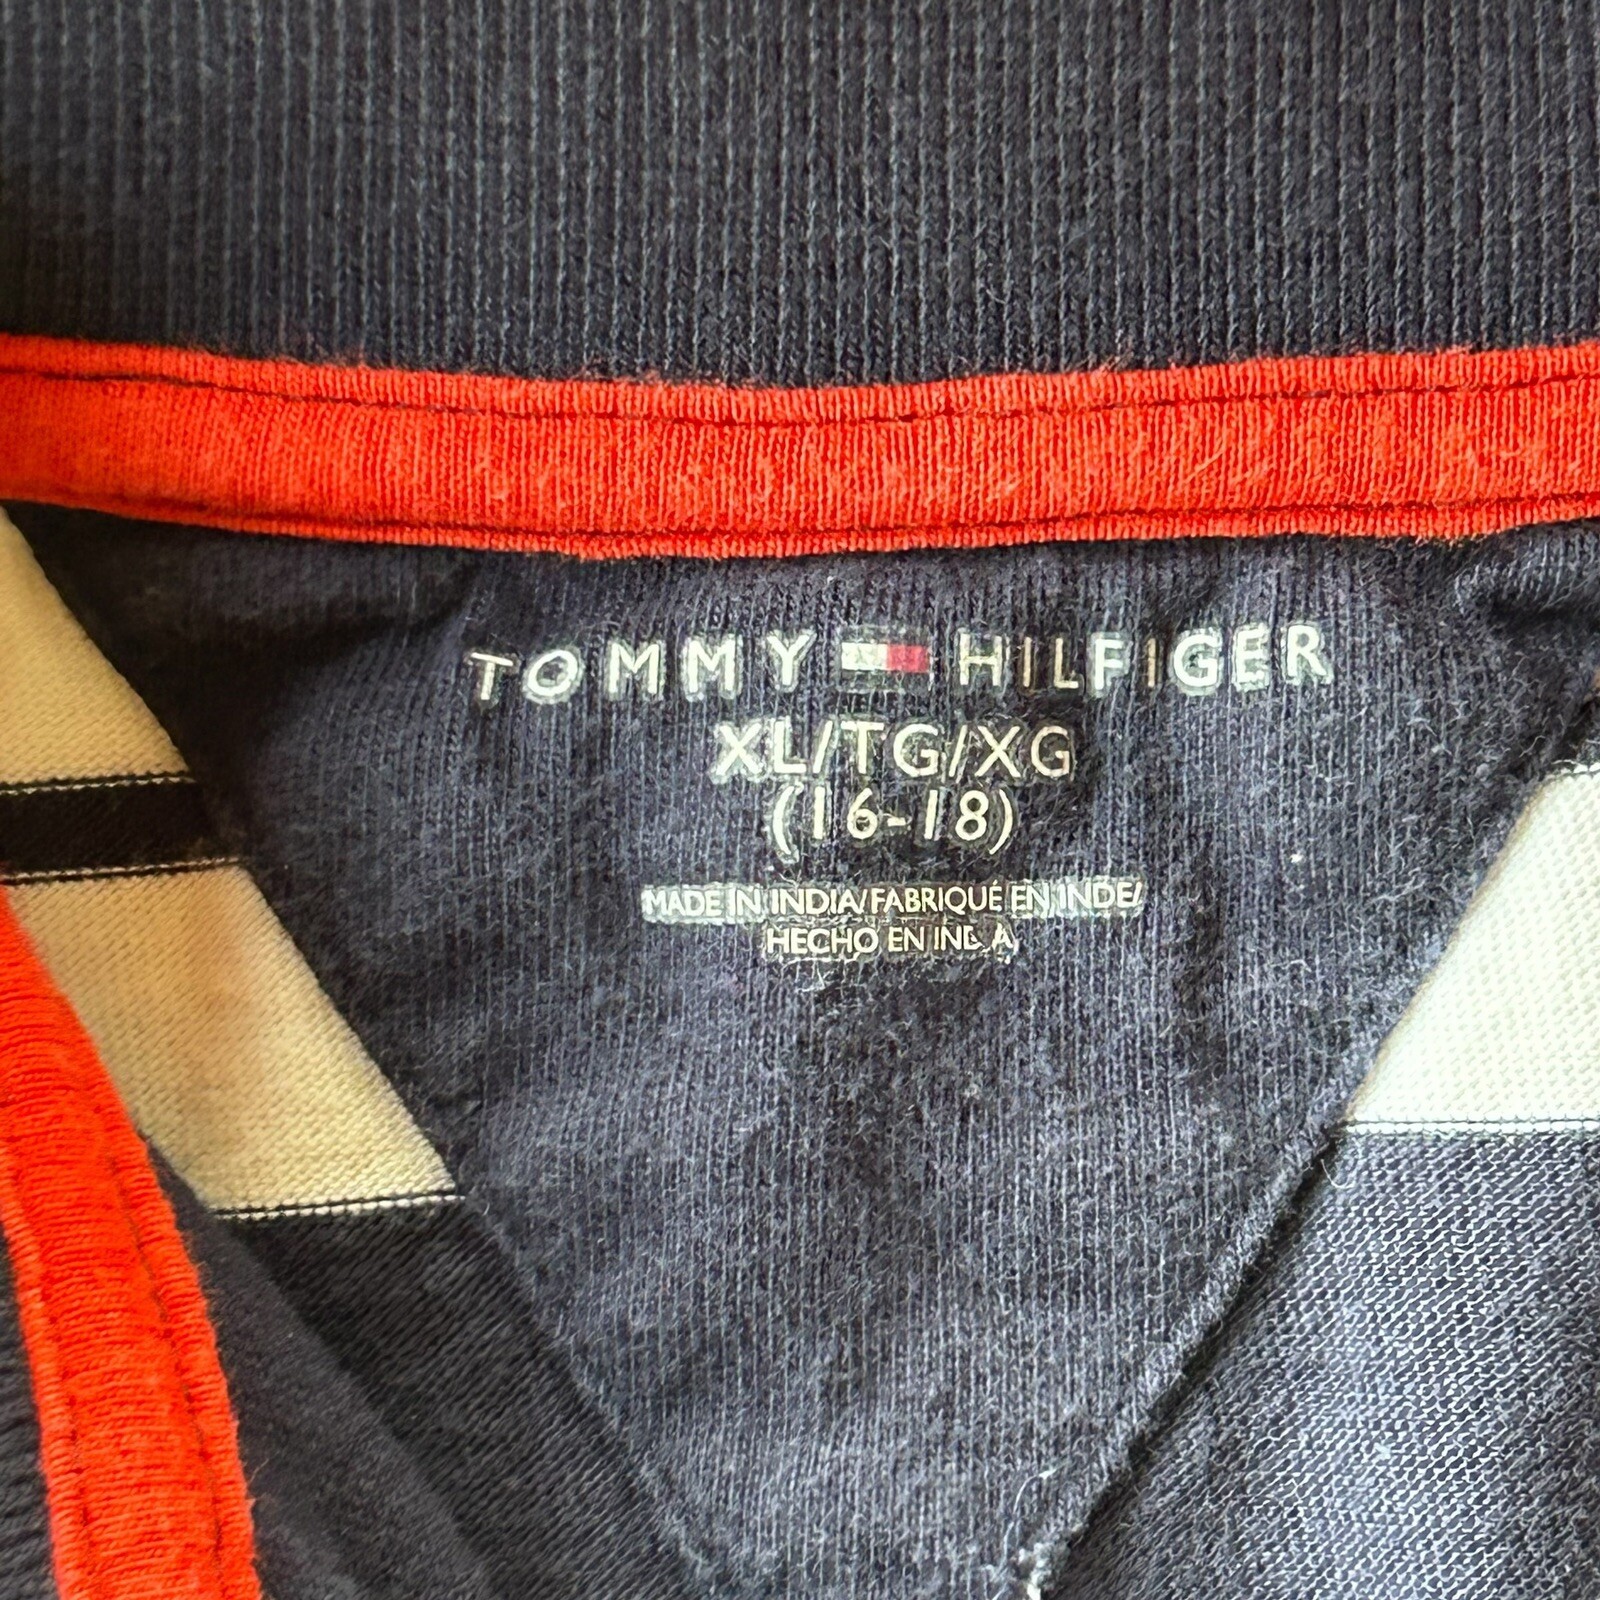 TOMMY HILFIGER
XL/TG/XG
(16-18)
MADE IN INDIA/FABRIQUÉ EN INDE/
HECHO EN INDIA